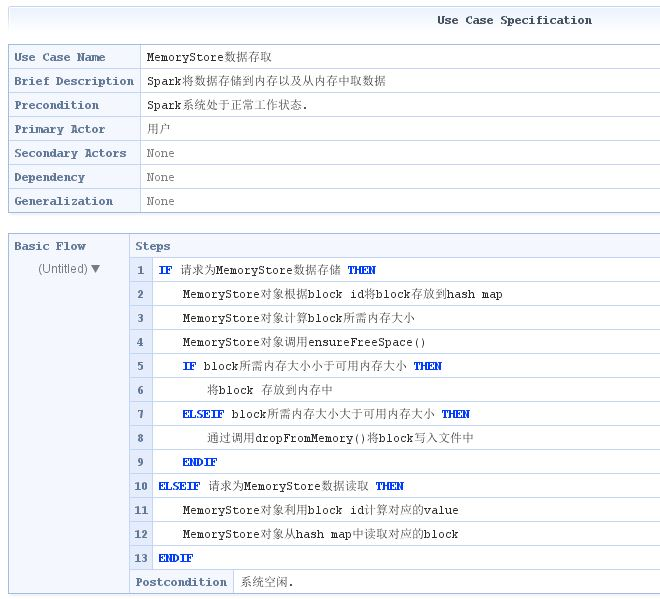 Use Case Specification
Use Case Name MemoryStore数据存取
Brief Description Spark将数据存储到内存以及从内存中取数据
Precondition Spark系统处于正常工作状态.
Primary Actor 用户
Secondary Actors None
Dependency None
Generalization None
Basic Flow Steps
(Untitled) ▼
1 IF 请求为MemoryStore数据存储 THEN
2 MemoryStore对象根据block id将block存放到hash map
3 MemoryStore对象计算block所需内存大小
4 MemoryStore对象调用ensureFreeSpace()
5 IF block所需内存大小小于可用内存大小 THEN
6 将block 存放到内存中
7 ELSEIF block所需内存大小大于可用内存大小 THEN
8 通过调用dropFromMemory()将block写入文件中
9 ENDIF
10 ELSEIF 请求为MemoryStore数据读取 THEN
11 MemoryStore对象利用block id计算对应的value
12 MemoryStore对象从hash map中读取对应的block
13 ENDIF
Postcondition 系统空闲.